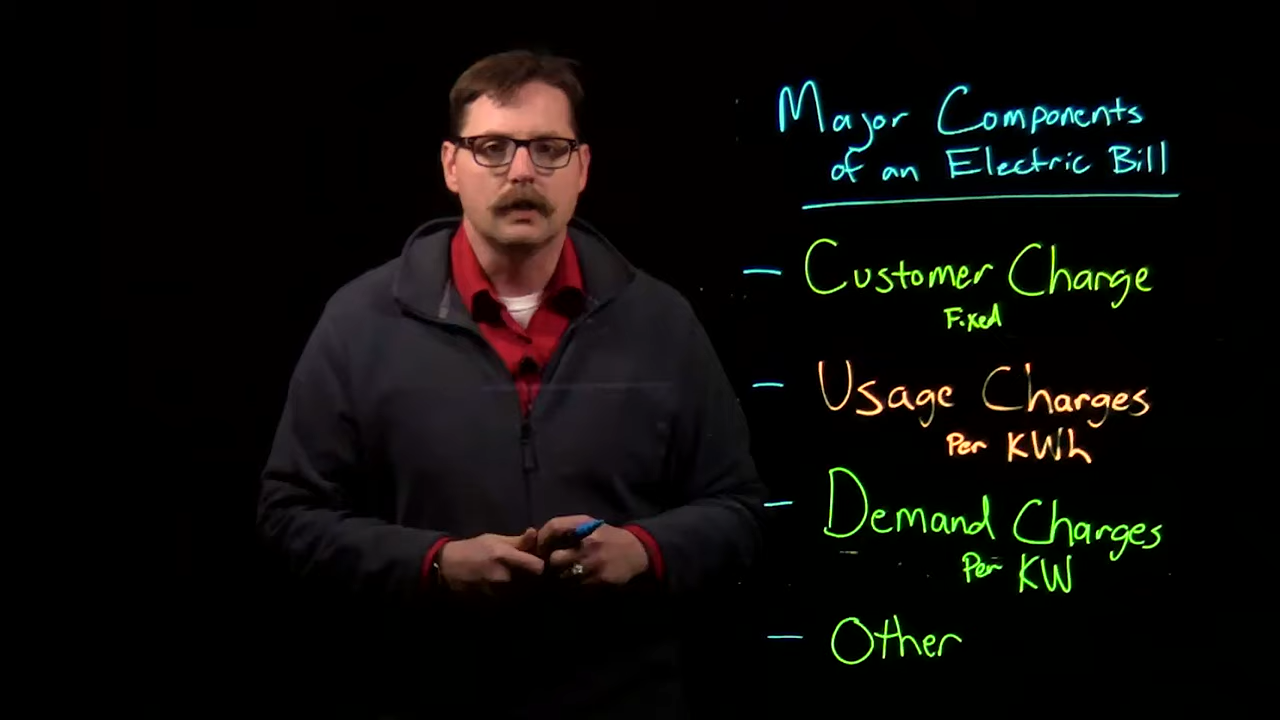 Major Components
of an Electric Bill
— Customer Charge
Fixed
— Usage Charges
Per KWh
— Demand Charges
Per KW
— Other